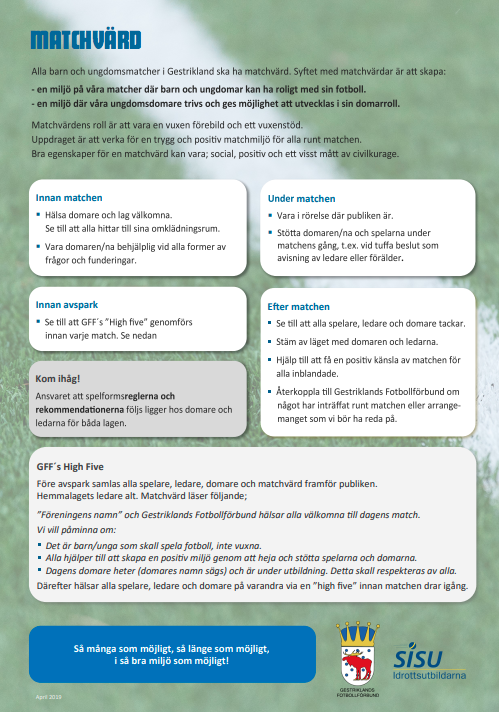 MATCHVÄRD
Alla barn och ungdomsmatcher i Gestrikland ska ha matchvärd. Syftet med matchvärdar är att skapa:
- en miljö på våra matcher där barn och ungdomar kan ha roligt med sin fotboll.
- en miljö där våra ungdomsdomare trivs och ges möjlighet att utvecklas i sin domarroll.
Matchvärdens roll är att vara en vuxen förebild och ett vuxenstöd.
Uppdraget är att verka för en trygg och positiv matchmiljö för alla runt matchen.
Bra egenskaper för en matchvärd kan vara; social, positiv och ett visst mått av civilkurage.
Innan matchen
▪ Hälsa domare och lag välkomna.
Se till att alla hittar till sina omklädningsrum.
▪ Vara domaren/na behjälplig vid alla former av
frågor och funderingar.
Under matchen
▪ Vara i rörelse där publiken är.
▪ Stötta domaren/na och spelarna under
matchens gång, t.ex. vid tuffa beslut som
avisning av ledare eller förälder.
Innan avspark
▪ Se till att GFF´s ”High five” genomförs
innan varje match. Se nedan
Efter matchen
▪ Se till att alla spelare, ledare och domare tackar.
▪ Stäm av läget med domaren och ledarna.
▪ Hjälp till att få en positiv känsla av matchen för
alla inblandade.
▪ Återkoppla till Gestriklands Fotbollförbund om
något har inträffat runt matchen eller arrange-
manget som vi bör ha reda på.
Kom ihåg!
Ansvaret att spelformsreglerna och
rekommendationerna följs ligger hos domare och
ledarna för båda lagen.
GFF´s High Five
Före avspark samlas alla spelare, ledare, domare och matchvärd framför publiken.
Hemmalagets ledare alt. Matchvärd läser följande;
”Föreningens namn” och Gestriklands Fotbollförbund hälsar alla välkomna till dagens match.
Vi vill påminna om:
▪ Det är barn/unga som skall spela fotboll, inte vuxna.
▪ Alla hjälper till att skapa en positiv miljö genom att heja och stötta spelarna och domarna.
▪ Dagens domare heter (domares namn sägs) och är under utbildning. Detta skall respekteras av alla.
Därefter hälsar alla spelare, ledare och domare på varandra via en ”high five” innan matchen drar igång.
Så många som möjligt, så länge som möjligt,
i så bra miljö som möjligt!
GESTRIKLANDS
FOTBOLLFÖRBUND
SISU
Idrottsutbildarna
April 2019